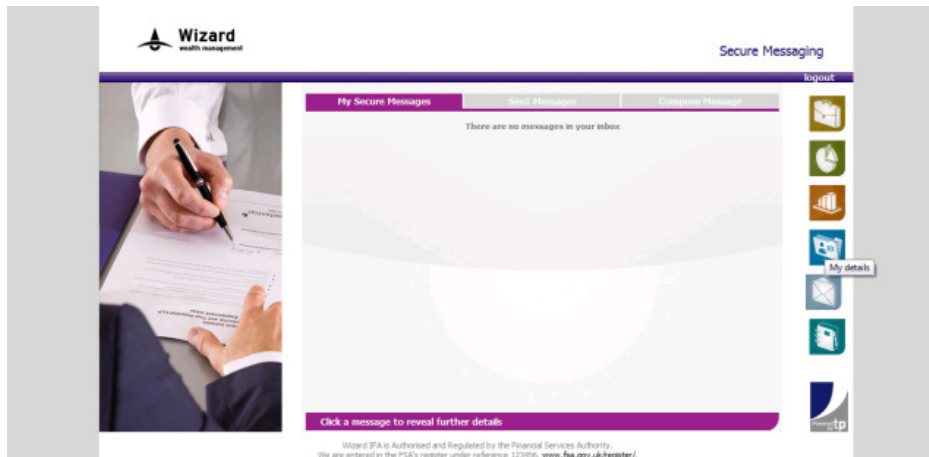 Wizard
wealth management
Secure Messaging
logout
My Secure Messages
Sent Messages
Compose Message
There are no messages in your inbox
My details
Click a message to reveal further details
Powered by tp
Wizard IFA is Authorised and Regulated by the Financial Services Authority.
We are entered in the FSA's register under reference 123456. www.fsa.gov.uk/register/.